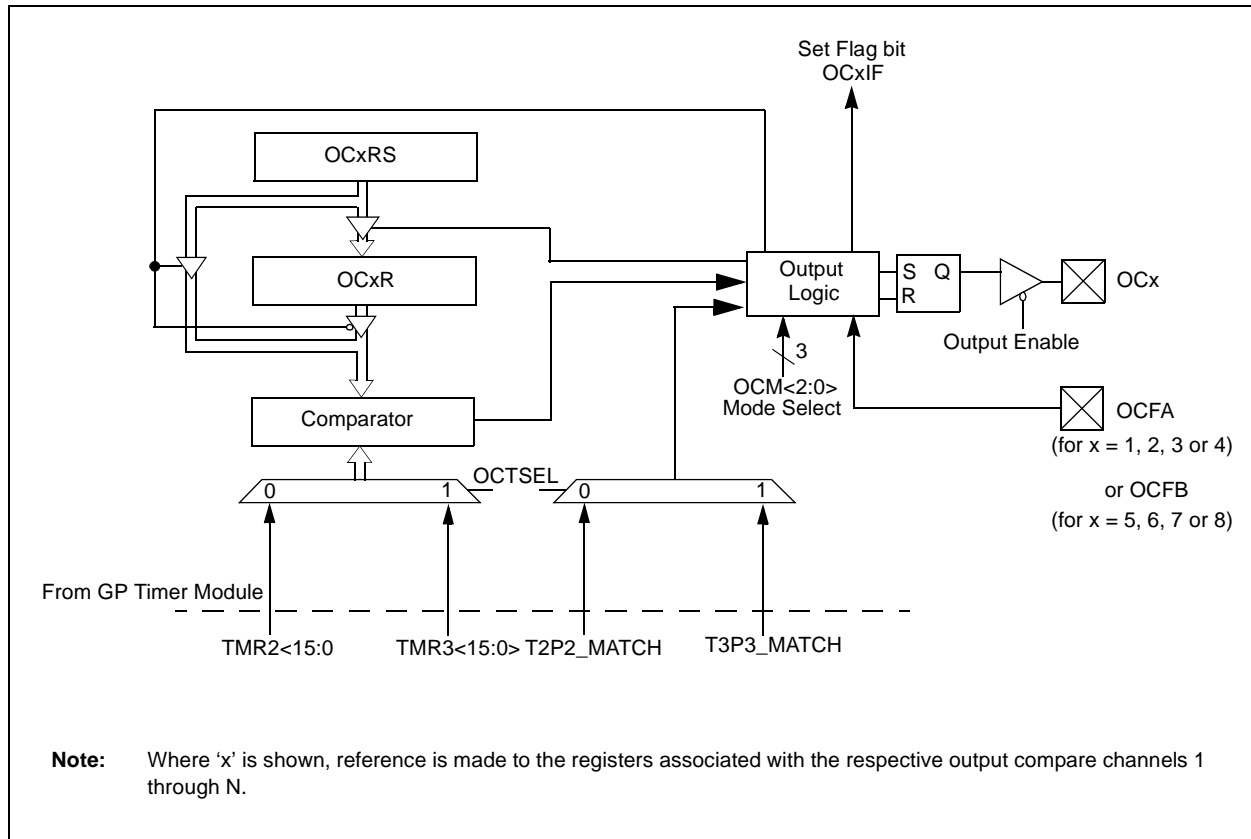 Set Flag bit
OCxIF
OCxRS
OCxR
Output
Logic
S Q
R
OCx
Output Enable
3
OCM<2:0>
Mode Select
Comparator
OCFA
(for x = 1, 2, 3 or 4)
or OCFB
(for x = 5, 6, 7 or 8)
0 1
OCTSEL
0 1
From GP Timer Module
TMR2<15:0
TMR3<15:0>
T2P2_MATCH
T3P3_MATCH
Note: Where ‘x’ is shown, reference is made to the registers associated with the respective output compare channels 1
through N.